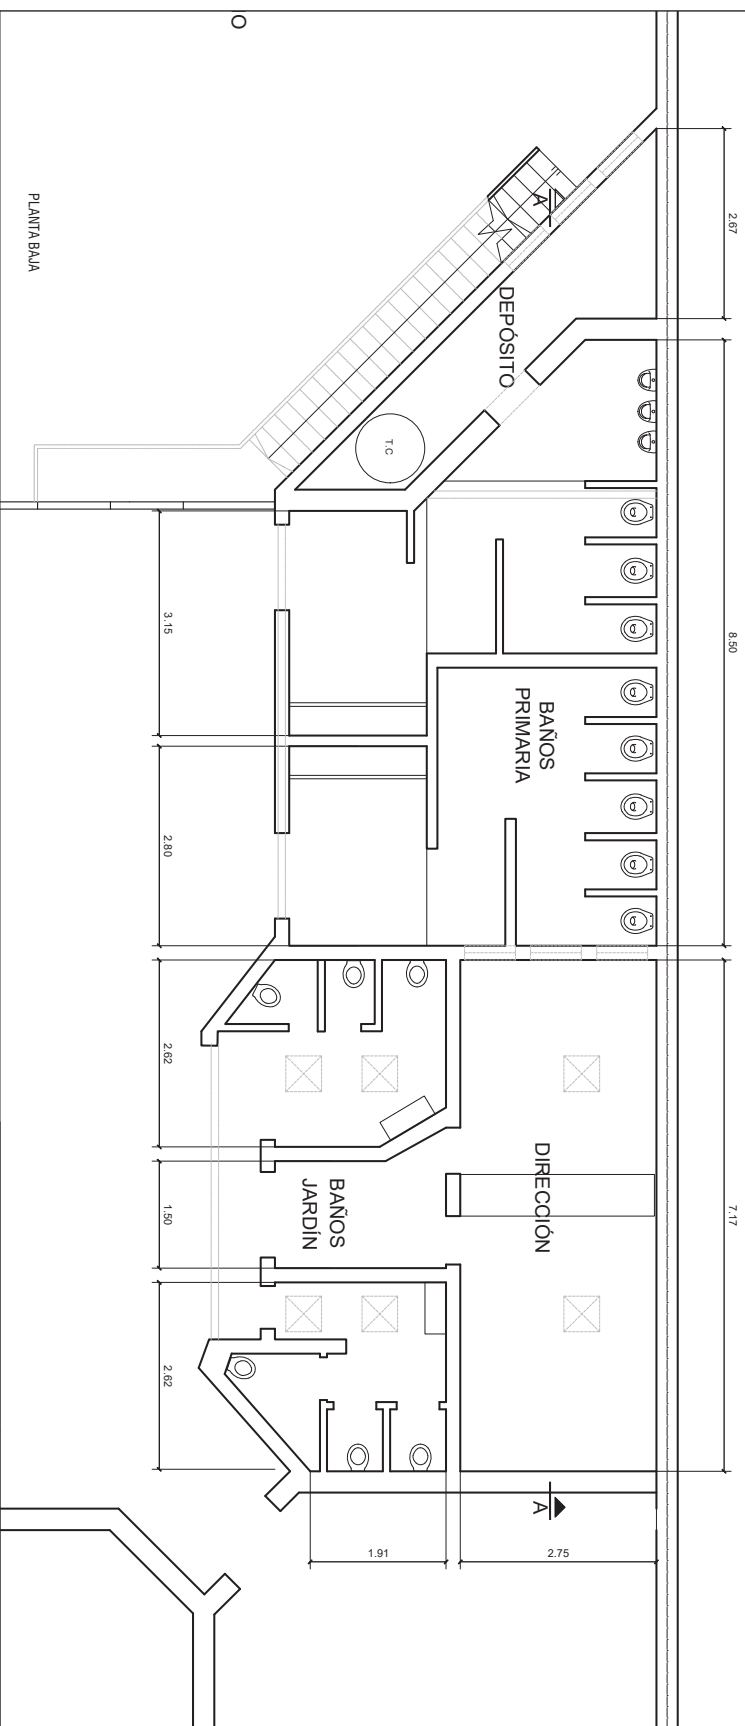 IO
PLANTA BAJA
2.67
A
DEPÓSITO
T.C
8.50
3.15
BAÑOS
PRIMARIA
2.80
2.62
DIRECCIÓN
7.17
BAÑOS
JARDÍN
1.50
2.62
A
1.91
2.75